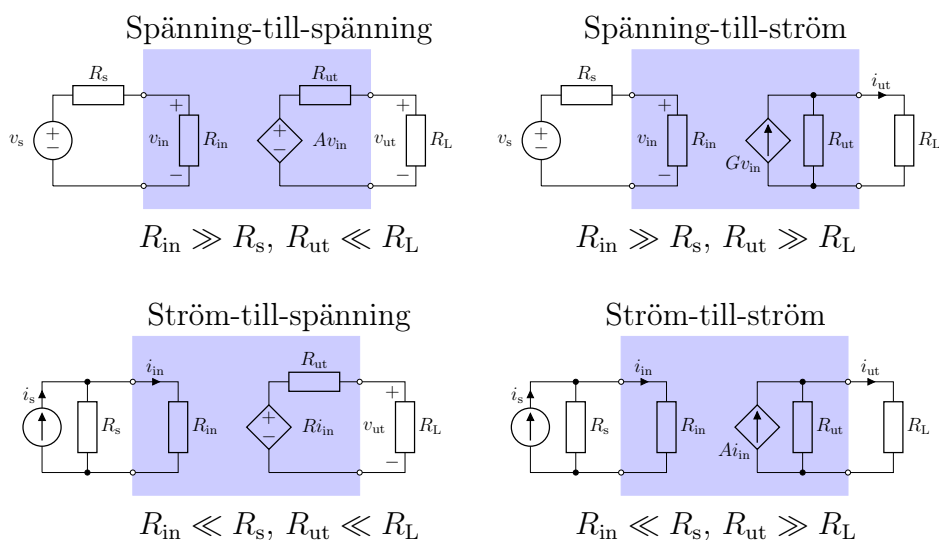 Spänning-till-spänning
R_s
R_ut
v_s
+
−
+
v_in
−
R_in
+
−
Av_in
+
v_ut
−
R_L
R_in ≫ R_s, R_ut ≪ R_L
Spänning-till-ström
R_s
i_ut
v_s
+
−
+
v_in
−
R_in
Gv_in
R_ut
R_L
R_in ≫ R_s, R_ut ≫ R_L
Ström-till-spänning
i_in
R_ut
i_s
R_s
R_in
+
−
Ri_in
+
v_ut
−
R_L
R_in ≪ R_s, R_ut ≪ R_L
Ström-till-ström
i_in
i_ut
i_s
R_s
R_in
Ai_in
R_ut
R_L
R_in ≪ R_s, R_ut ≫ R_L